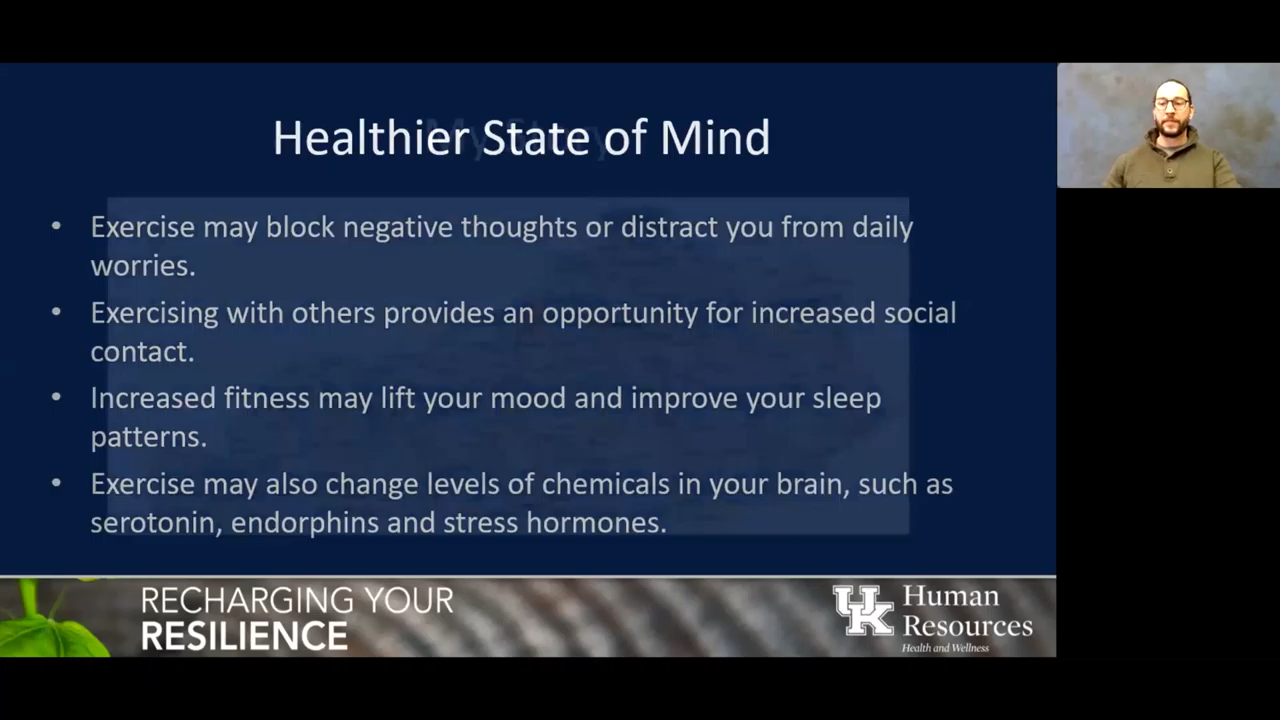 Healthier State of Mind
• Exercise may block negative thoughts or distract you from daily
worries.
• Exercising with others provides an opportunity for increased social
contact.
• Increased fitness may lift your mood and improve your sleep
patterns.
• Exercise may also change levels of chemicals in your brain, such as
serotonin, endorphins and stress hormones.
RECHARGING YOUR
RESILIENCE
UK
Human
Resources
Health and Wellness